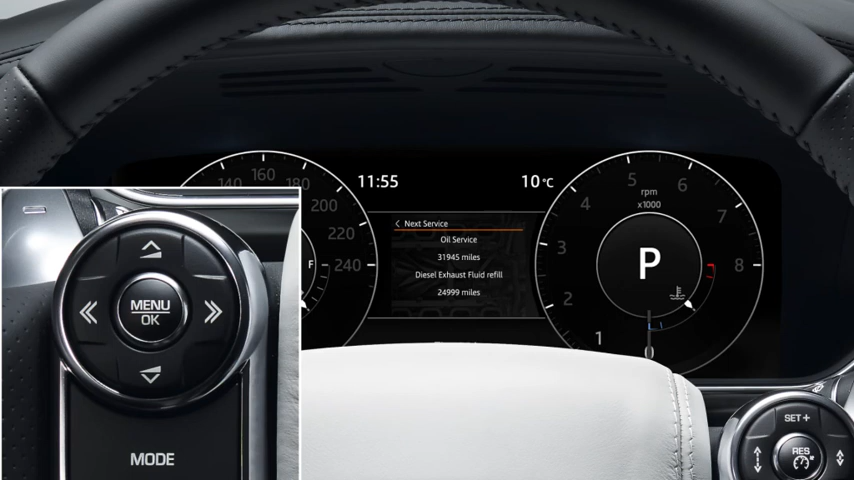 140
160
180
200
220
240
F
11:55
10°C
Next Service
Oil Service
31945 miles
Diesel Exhaust Fluid refill
24999 miles
rpm
x1000
0
1
2
3
4
5
6
7
8
P
MENU
OK
MODE
SET+
RES